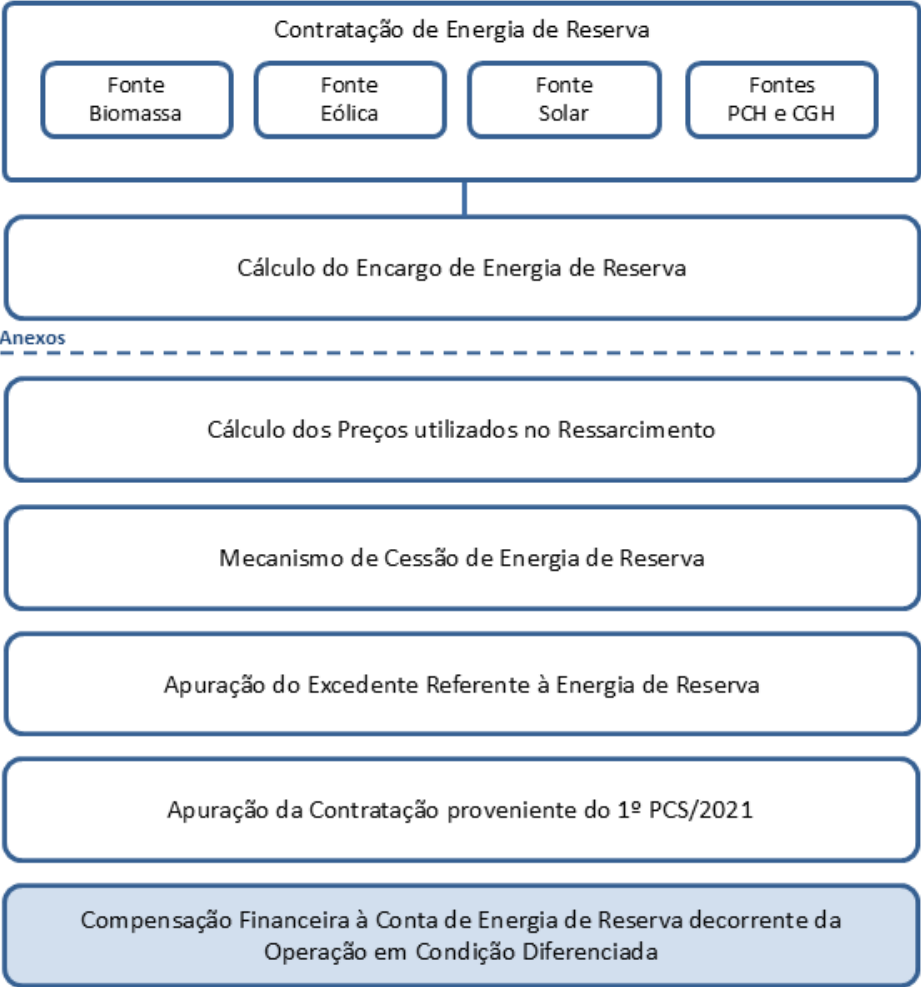 Contratação de Energia de Reserva
Fonte
Biomassa
Fonte
Eólica
Fonte
Solar
Fontes
PCH e CGH
Cálculo do Encargo de Energia de Reserva
Anexos
Cálculo dos Preços utilizados no Ressarcimento
Mecanismo de Cessão de Energia de Reserva
Apuração do Excedente Referente à Energia de Reserva
Apuração da Contratação proveniente do 1º PCS/2021
Compensação Financeira à Conta de Energia de Reserva decorrente da
Operação em Condição Diferenciada